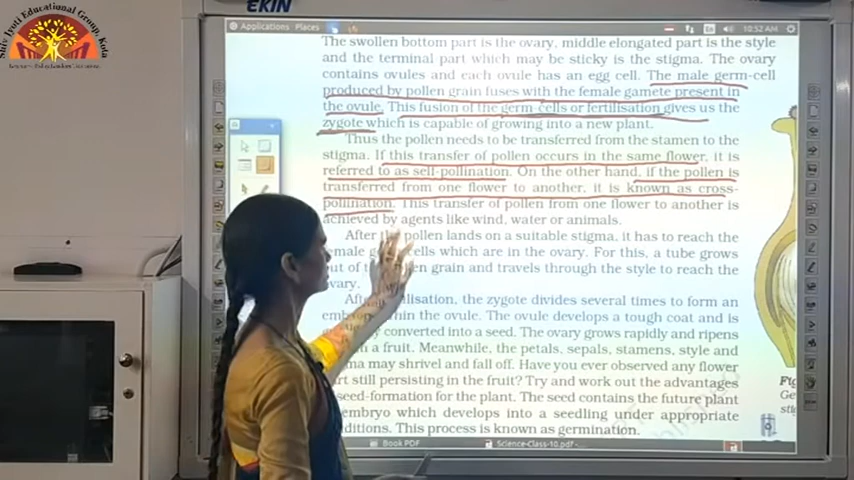 EKIN
Shiv Jyoti Educational Group, Kota
Applications Places
En
10:52 AM
The swollen bottom part is the ovary, middle elongated part is the style
and the terminal part which may be sticky is the stigma. The ovary
contains ovules and each ovule has an egg cell. The male germ-cell
produced by pollen grain fuses with the female gamete present in
the ovule. This fusion of the germ-cells or fertilisation gives us the
zygote which is capable of growing into a new plant.
Thus the pollen needs to be transferred from the stamen to the
stigma. If this transfer of pollen occurs in the same flower, it is
referred to as self-pollination. On the other hand, if the pollen is
transferred from one flower to another, it is known as cross-
pollination. This transfer of pollen from one flower to another is
achieved by agents like wind, water or animals.
After the pollen lands on a suitable stigma, it has to reach the
which are in the ovary. For this, a tube grows
out of grain and travels through the style to reach the
the zygote divides several times to form an
the ovule. The ovule develops a tough coat and is
converted into a seed. The ovary grows rapidly and ripens
a fruit. Meanwhile, the petals, sepals, stamens, style and
may shrivel and fall off. Have you ever observed any flower
still persisting in the fruit? Try and work out the advantages
seed-formation for the plant. The seed contains the future plant
embryo which develops into a seedling under appropriate
This process is known as germination.
Book PDF
Science-Class-10.pdf-...